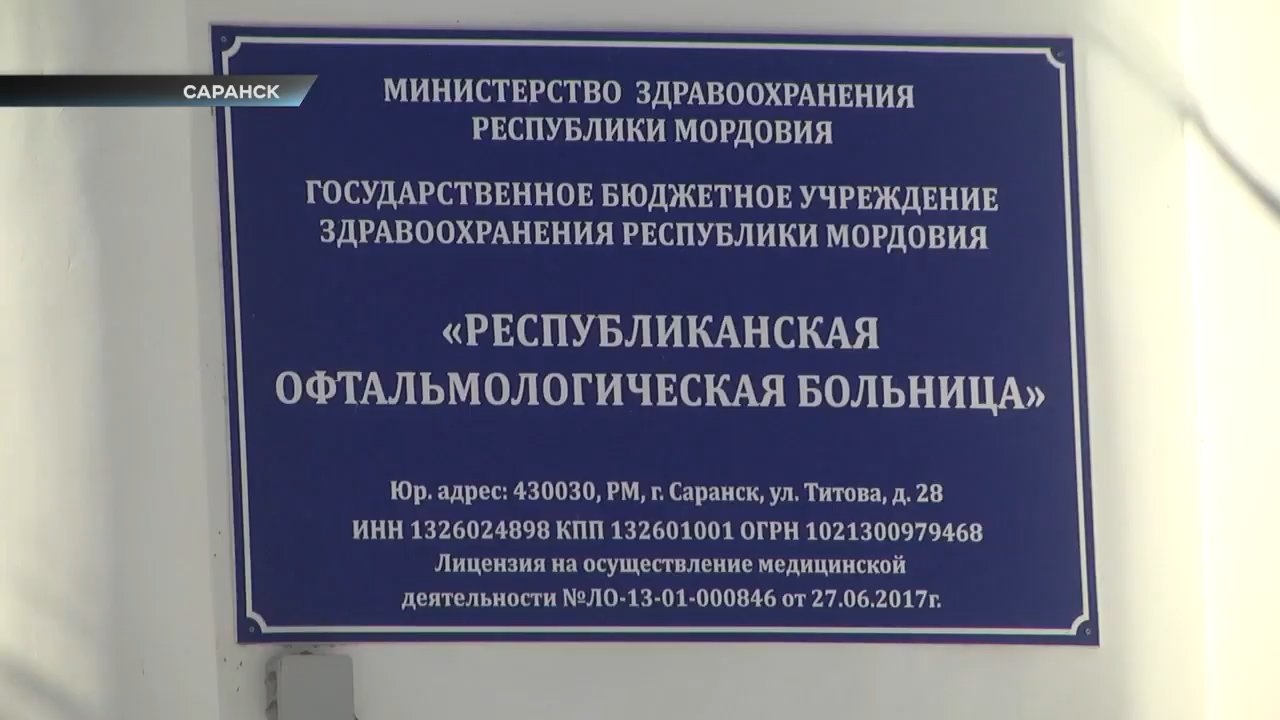 САРАНСК
МИНИСТЕРСТВО ЗДРАВООХРАНЕНИЯ
РЕСПУБЛИКИ МОРДОВИЯ
ГОСУДАРСТВЕННОЕ БЮДЖЕТНОЕ УЧРЕЖДЕНИЕ
ЗДРАВООХРАНЕНИЯ РЕСПУБЛИКИ МОРДОВИЯ
«РЕСПУБЛИКАНСКАЯ
ОФТАЛЬМОЛОГИЧЕСКАЯ БОЛЬНИЦА»
Юр. адрес: 430030, РМ, г. Саранск, ул. Титова, д. 28
ИНН 1326024898 КПП 132601001 ОГРН 1021300979468
Лицензия на осуществление медицинской
деятельности №ЛО-13-01-000846 от 27.06.2017г.